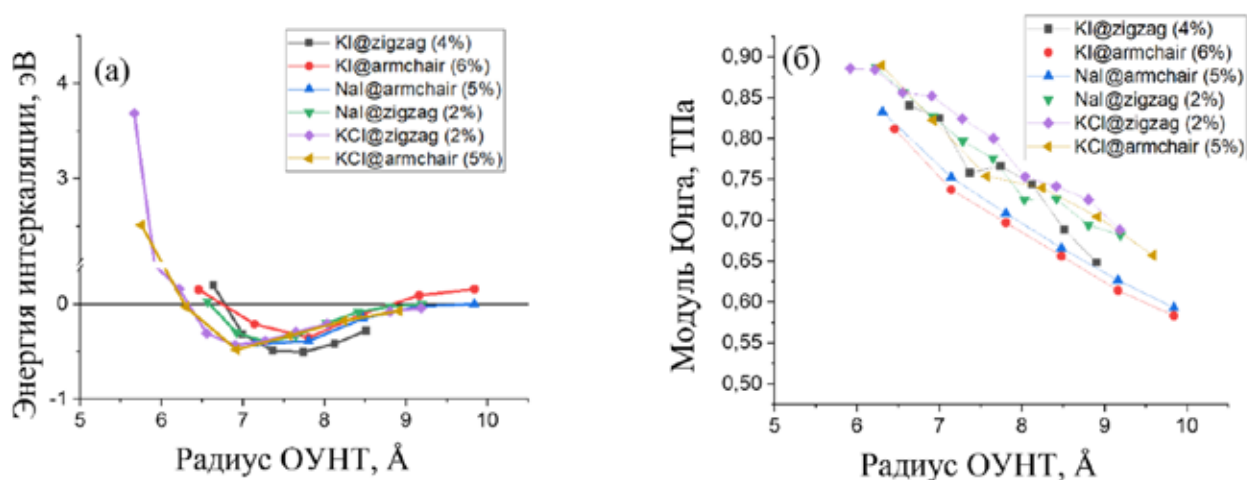 (а)
KI@zigzag (4%)
KI@armchair (6%)
NaI@armchair (5%)
NaI@zigzag (2%)
KCl@zigzag (2%)
KCl@armchair (5%)
Энергия интеркаляции, эВ
4
3
0
-1
5 6 7 8 9 10
Радиус ОУНТ, Å
(б)
KI@zigzag (4%)
KI@armchair (6%)
NaI@armchair (5%)
NaI@zigzag (2%)
KCl@zigzag (2%)
KCl@armchair (5%)
Модуль Юнга, ТПа
0,90
0,85
0,80
0,75
0,70
0,65
0,60
0,55
0,50
5 6 7 8 9 10
Радиус ОУНТ, Å